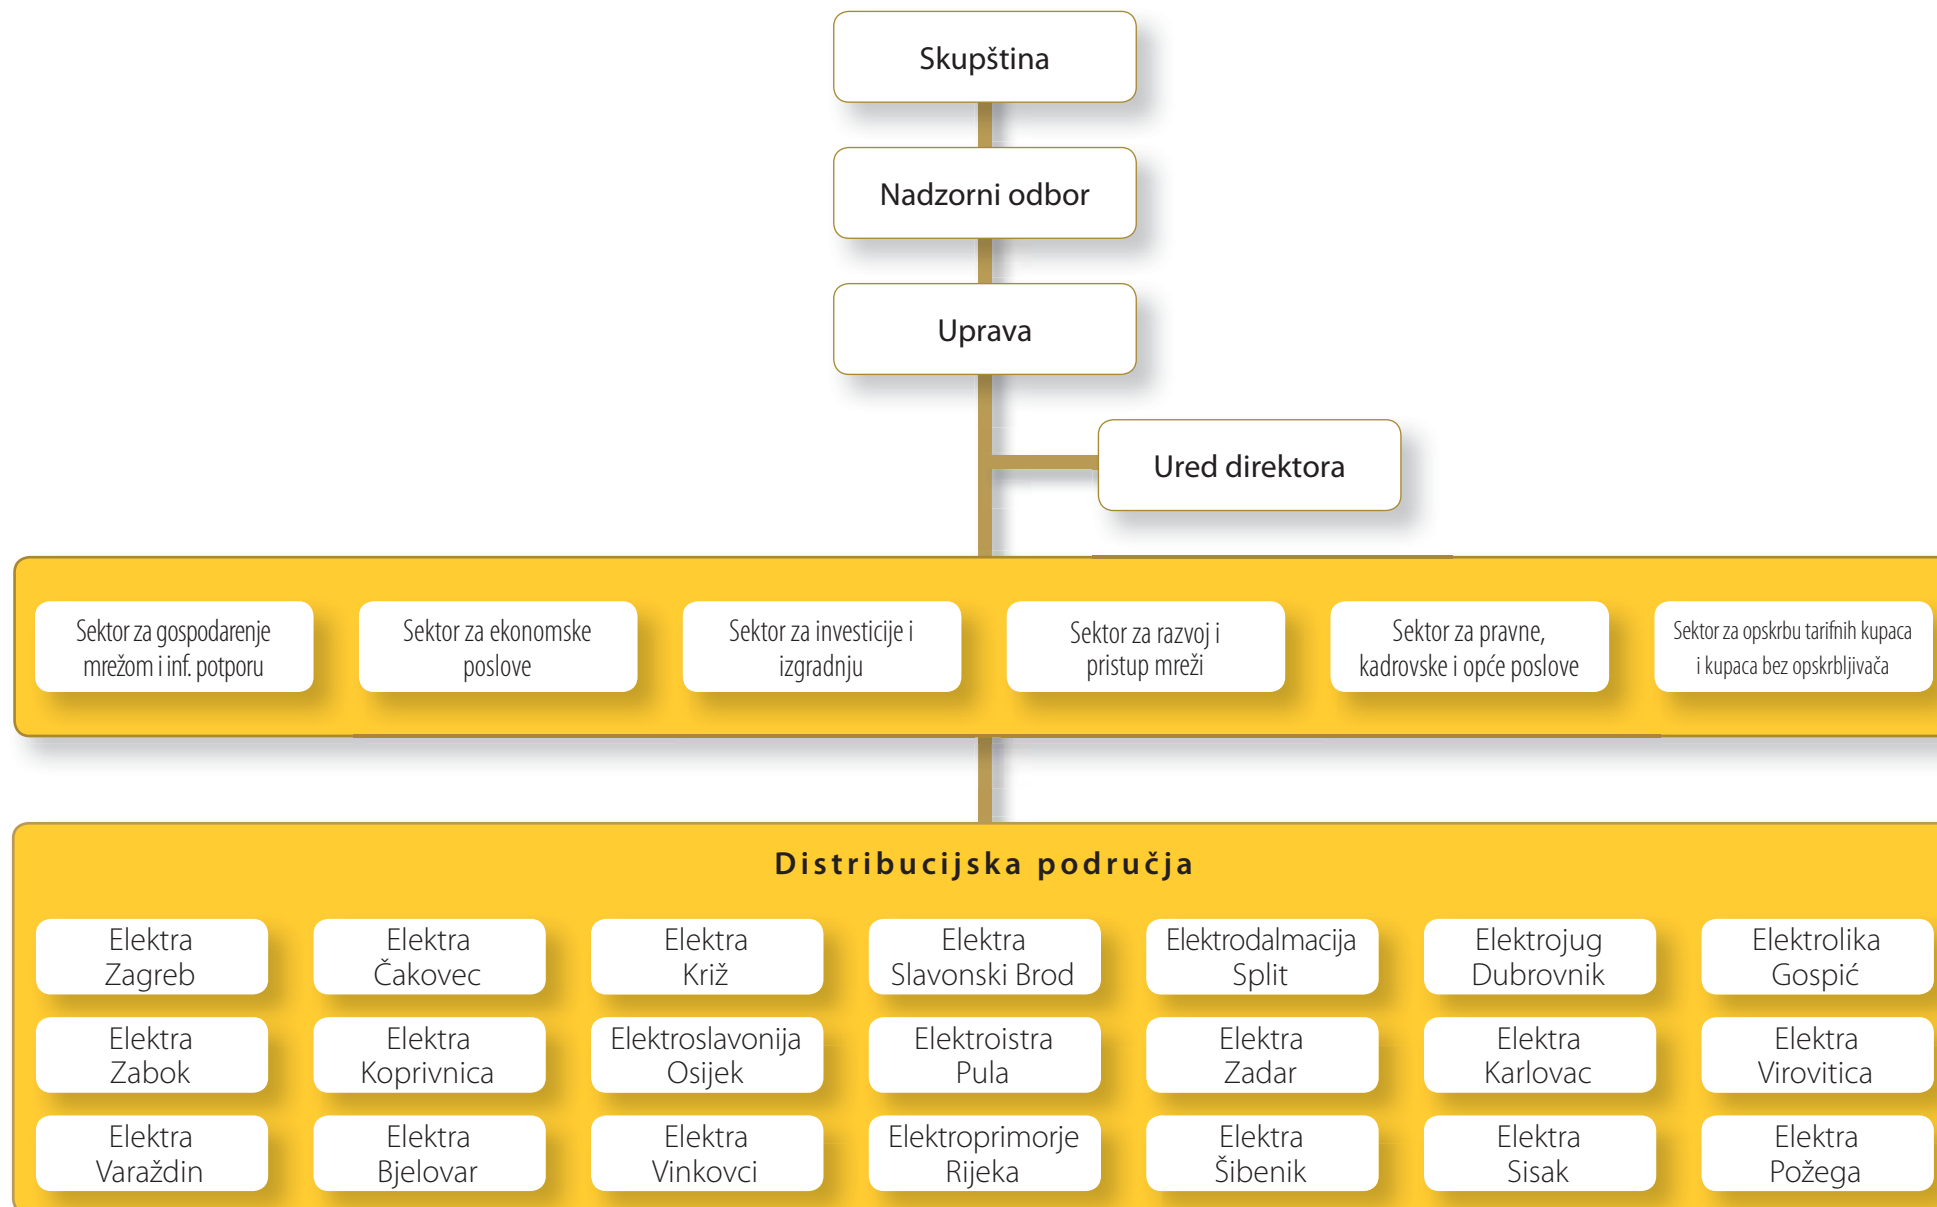 Skupština
Nadzorni odbor
Uprava
Ured direktora
Sektor za gospodarenje
mrežom i inf. potporu
Sektor za ekonomske
poslove
Sektor za investicije i
izgradnju
Sektor za razvoj i
pristup mreži
Sektor za pravne,
kadrovske i opće poslove
Sektor za opskrbu tarifnih kupaca
i kupaca bez opskrbljivača
Distribucijska područja
Elektra
Zagreb
Elektra
Čakovec
Elektra
Križ
Elektra
Slavonski Brod
Elektrodalmacija
Split
Elektrojug
Dubrovnik
Elektrolika
Gospić
Elektra
Zabok
Elektra
Koprivnica
Elektroslavonija
Osijek
Elektroistra
Pula
Elektra
Zadar
Elektra
Karlovac
Elektra
Virovitica
Elektra
Varaždin
Elektra
Bjelovar
Elektra
Vinkovci
Elektroprimorje
Rijeka
Elektra
Šibenik
Elektra
Sisak
Elektra
Požega